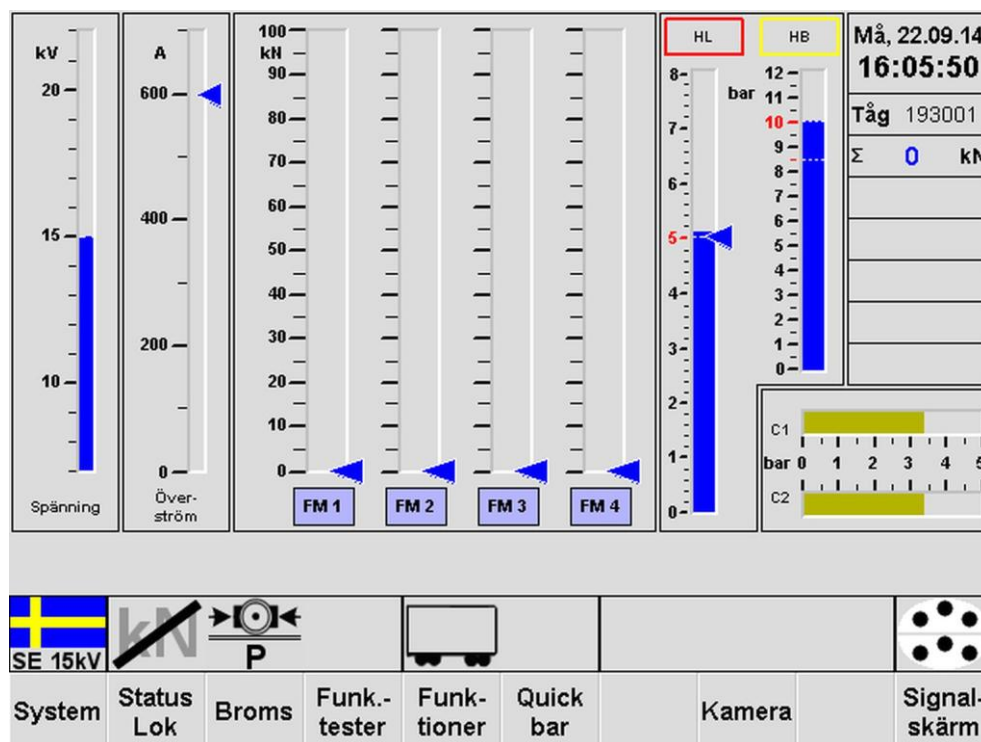 kV
20
15
10
Spänning
A
600
400
200
0
Över-
ström
100
kN
90
80
70
60
50
40
30
20
10
0
FM 1 FM 2 FM 3 FM 4
HL HB
8
7
6
5
4
3
2
1
0
bar
12
11
10
9
8
7
6
5
4
3
2
1
0
Må, 22.09.14
16:05:50
Tåg 193001
Σ 0 kN
C1
bar 0 1 2 3 4 5
C2
SE 15kV
kN
P
System
Status
Lok
Broms
Funk.-
tester
Funk-
tioner
Quick
bar
Kamera
Signal-
skärm